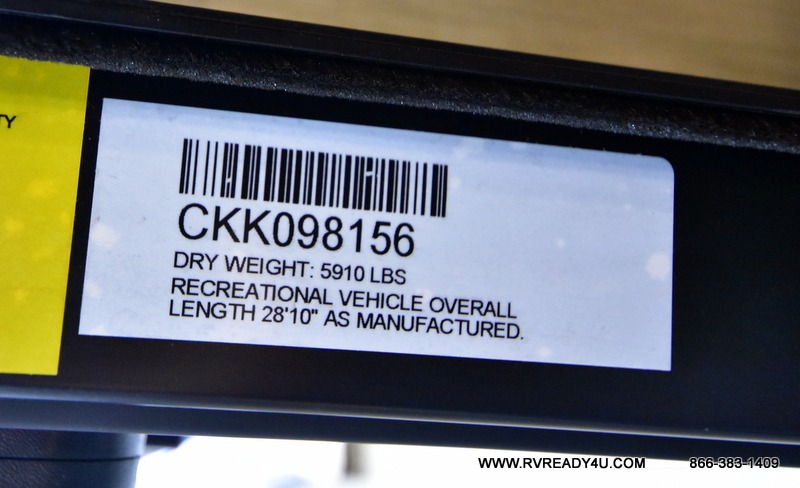 TY
CKK098156
DRY WEIGHT: 5910 LBS
RECREATIONAL VEHICLE OVERALL
LENGTH 28'10" AS MANUFACTURED.
WWW.RVREADY4U.COM 866-383-1409